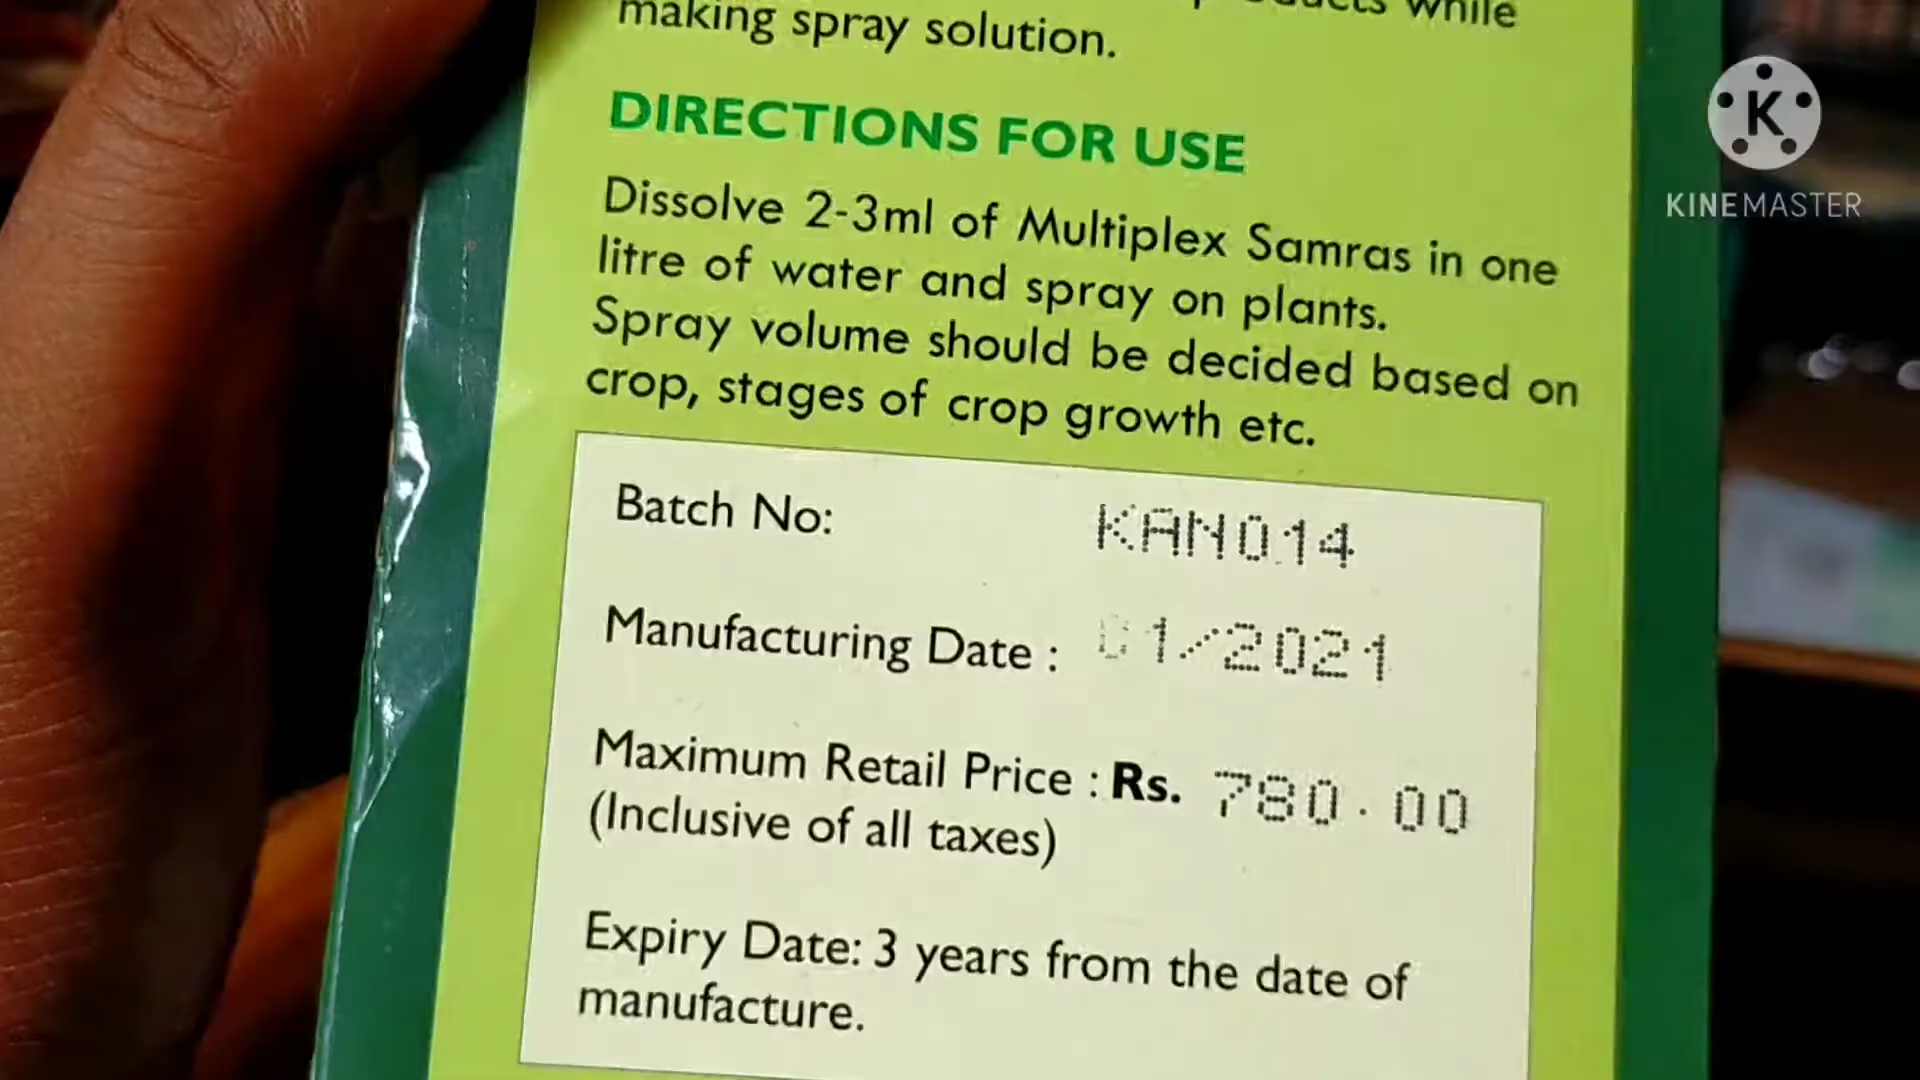 products while
making spray solution.
DIRECTIONS FOR USE
Dissolve 2-3ml of Multiplex Samras in one
litre of water and spray on plants.
Spray volume should be decided based on
crop, stages of crop growth etc.
Batch No: KAN014
Manufacturing Date : 01/2021
Maximum Retail Price : Rs. 780.00
(Inclusive of all taxes)
Expiry Date: 3 years from the date of
manufacture.
K
KINEMASTER